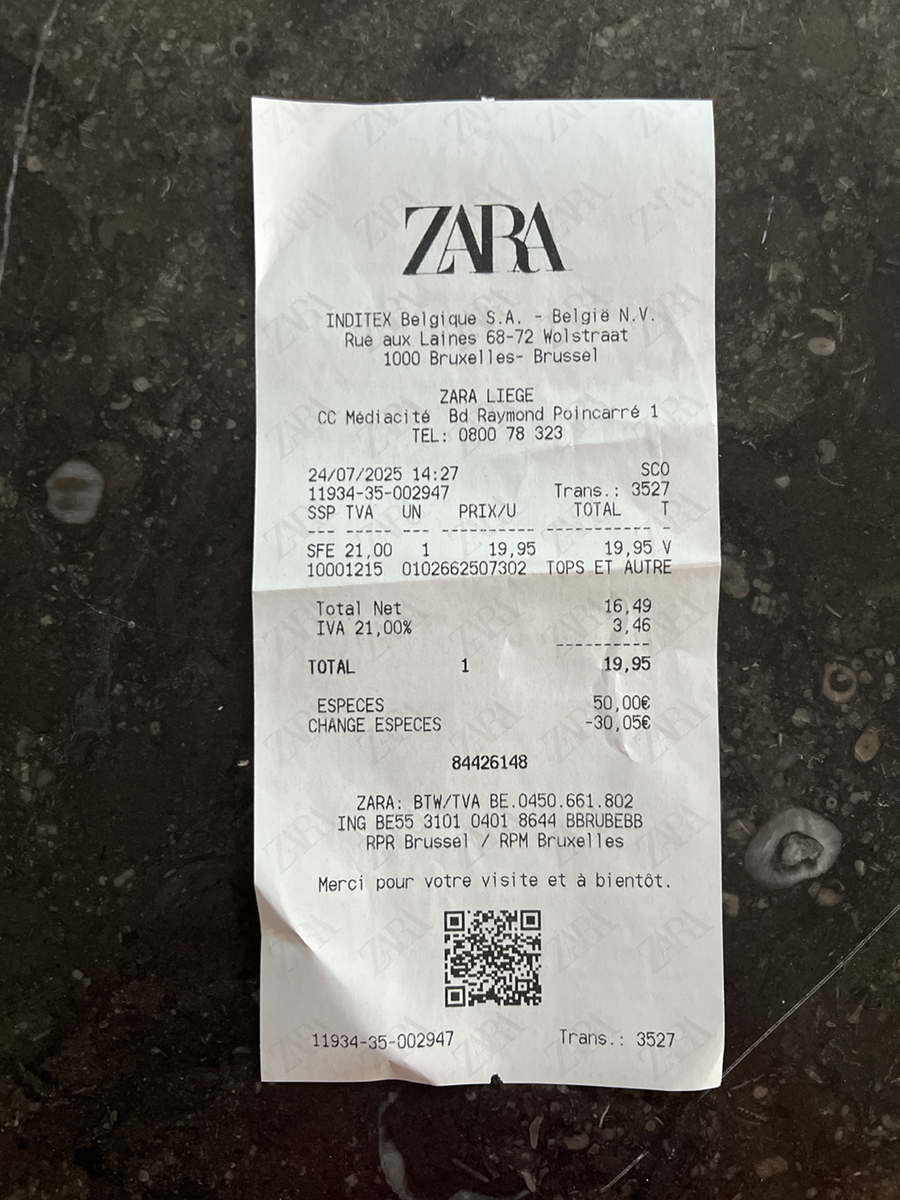 ZARA
INDITEX Belgique S.A. - België N.V.
Rue aux Laines 68-72 Wolstraat
1000 Bruxelles- Brussel
ZARA LIEGE
CC Médiacité Bd Raymond Poincarré 1
TEL: 0800 78 323
24/07/2025 14:27 SCO
11934-35-002947 Trans.: 3527
SSP TVA UN PRIX/U TOTAL T
--- ----- --- ----------- ----------- -
SFE 21,00 1 19,95 19,95 V
10001215 0102662507302 TOPS ET AUTRE
Total Net 16,49
IVA 21,00% 3,46
----------
TOTAL 1 19,95
ESPECES 50,00€
CHANGE ESPECES -30,05€
84426148
ZARA: BTW/TVA BE.0450.661.802
ING BE55 3101 0401 8644 BBRUBEBB
RPR Brussel / RPM Bruxelles
Merci pour votre visite et à bientôt.
11934-35-002947 Trans.: 3527